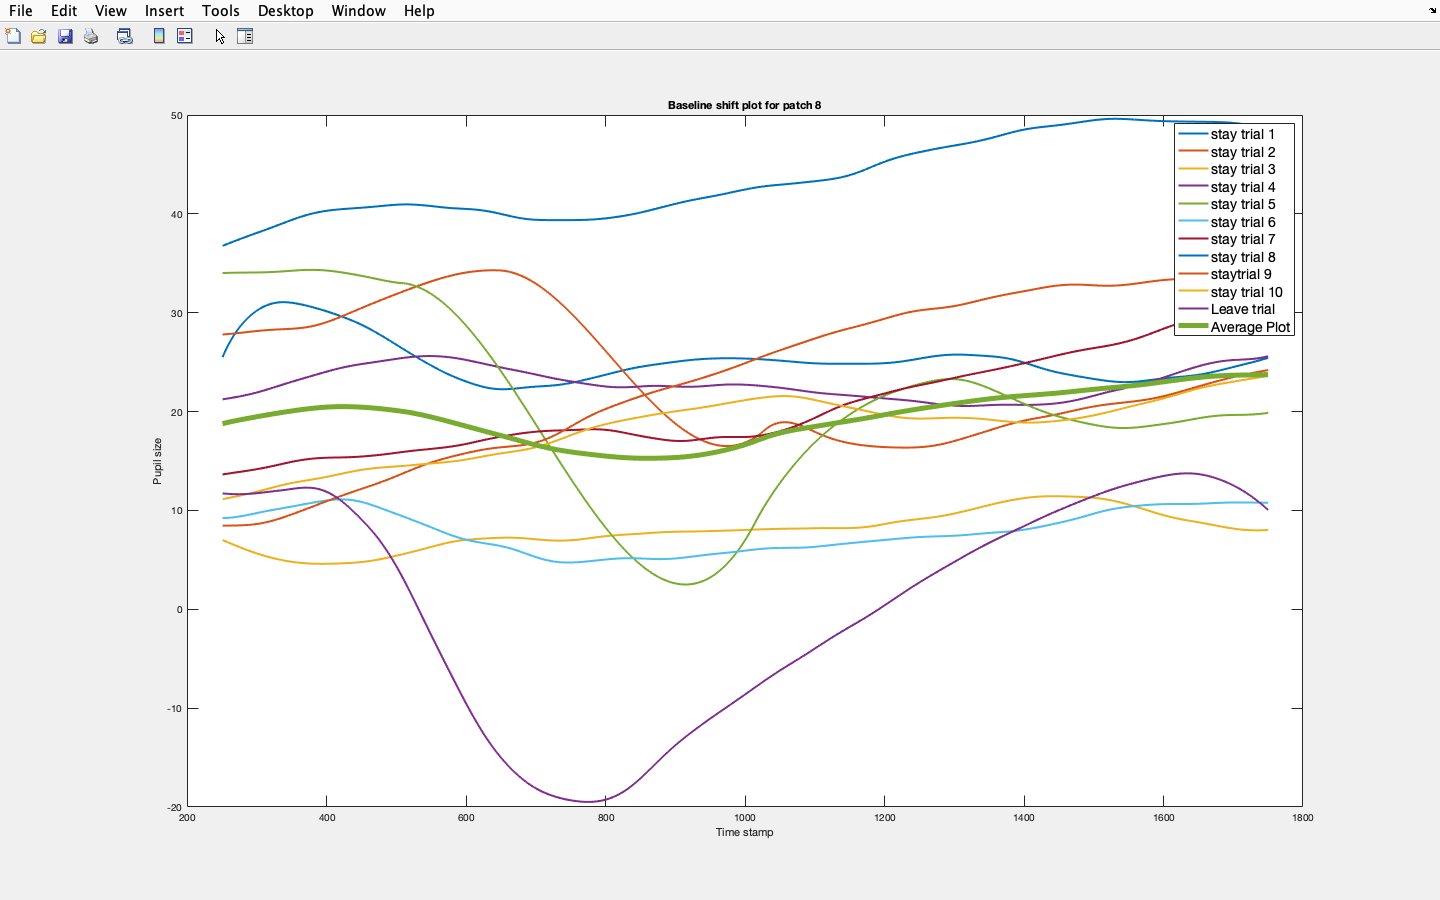 File Edit View Insert Tools Desktop Window Help
Baseline shift plot for patch 8
50
40
30
20
10
0
-10
-20
Pupil size
200 400 600 800 1000 1200 1400 1600 1800
Time stamp
stay trial 1
stay trial 2
stay trial 3
stay trial 4
stay trial 5
stay trial 6
stay trial 7
stay trial 8
staytrial 9
stay trial 10
Leave trial
Average Plot